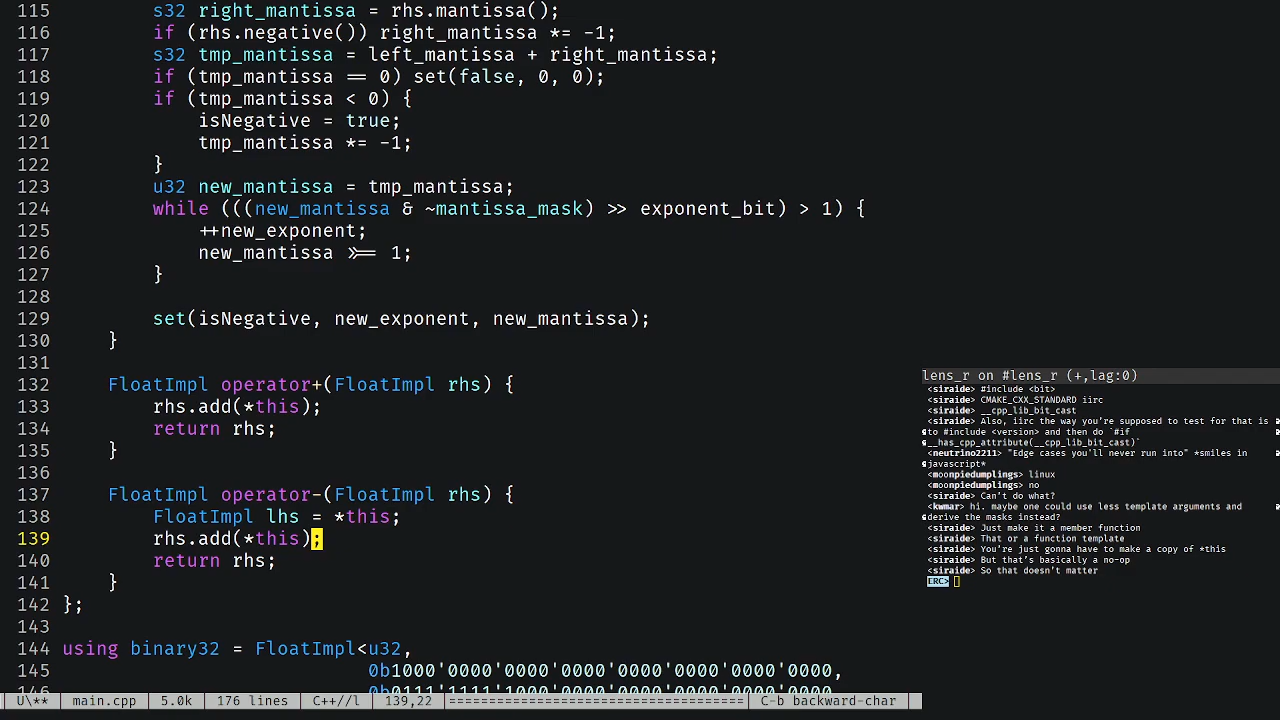 115         s32 right_mantissa = rhs.mantissa();
116         if (rhs.negative()) right_mantissa *= -1;
117         s32 tmp_mantissa = left_mantissa + right_mantissa;
118         if (tmp_mantissa == 0) set(false, 0, 0);
119         if (tmp_mantissa < 0) {
120             isNegative = true;
121             tmp_mantissa *= -1;
122         }
123         u32 new_mantissa = tmp_mantissa;
124         while (((new_mantissa & ~mantissa_mask) >> exponent_bit) > 1) {
125             ++new_exponent;
126             new_mantissa >>= 1;
127         }
128
129         set(isNegative, new_exponent, new_mantissa);
130     }
131
132     FloatImpl operator+(FloatImpl rhs) {
133         rhs.add(*this);
134         return rhs;
135     }
136
137     FloatImpl operator-(FloatImpl rhs) {
138         FloatImpl lhs = *this;
139         rhs.add(*this);
140         return rhs;
141     }
142 };
143
144 using binary32 = FloatImpl<u32,
145                            0b1000'0000'0000'0000'0000'0000'0000'0000,
146                            0b0111'1111'1000'0000'0000'0000'0000'0000
U\** main.cpp 5.0k 176 lines C++//l 139,22 =================================== C-b backward-char
lens_r on #lens_r (+,lag:0)
<siraide> #include <bit>
<siraide> CMAKE_CXX_STANDARD iirc
<siraide> __cpp_lib_bit_cast
<siraide> Also, iirc the way you're supposed to test for that is
to #include <version> and then do `#if
__has_cpp_attribute(__cpp_lib_bit_cast)`
<neutrino2211> "Edge cases you'll never run into" *smiles in
javascript*
<moonpiedumplings> linux
<moonpiedumplings> no
<siraide> Can't do what?
<kwmar> hi. maybe one could use less template arguments and
derive the masks instead?
<siraide> Just make it a member function
<siraide> That or a function template
<siraide> You're just gonna have to make a copy of *this
<siraide> But that's basically a no-op
<siraide> So that doesn't matter
ERC>